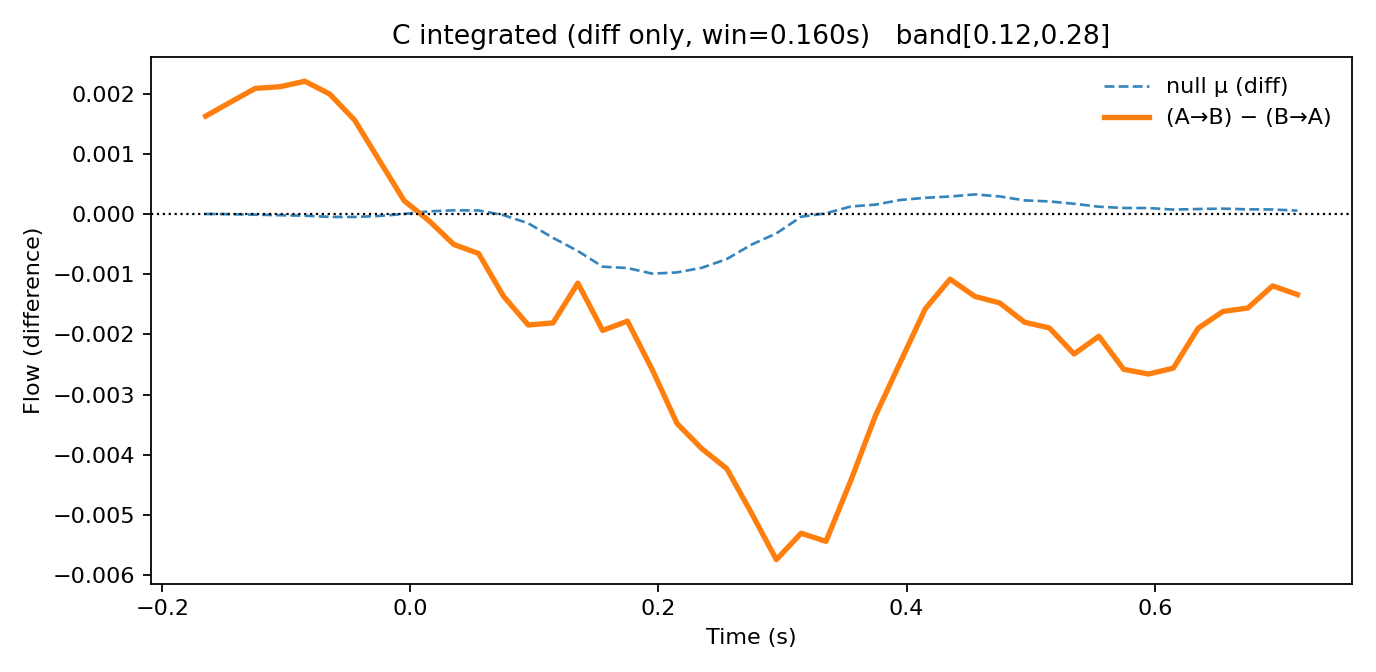 C integrated (diff only, win=0.160s)   band[0.12,0.28]
null μ (diff)
(A→B) − (B→A)
Flow (difference)
0.002
0.001
0.000
−0.001
−0.002
−0.003
−0.004
−0.005
−0.006
−0.2
0.0
0.2
0.4
0.6
Time (s)